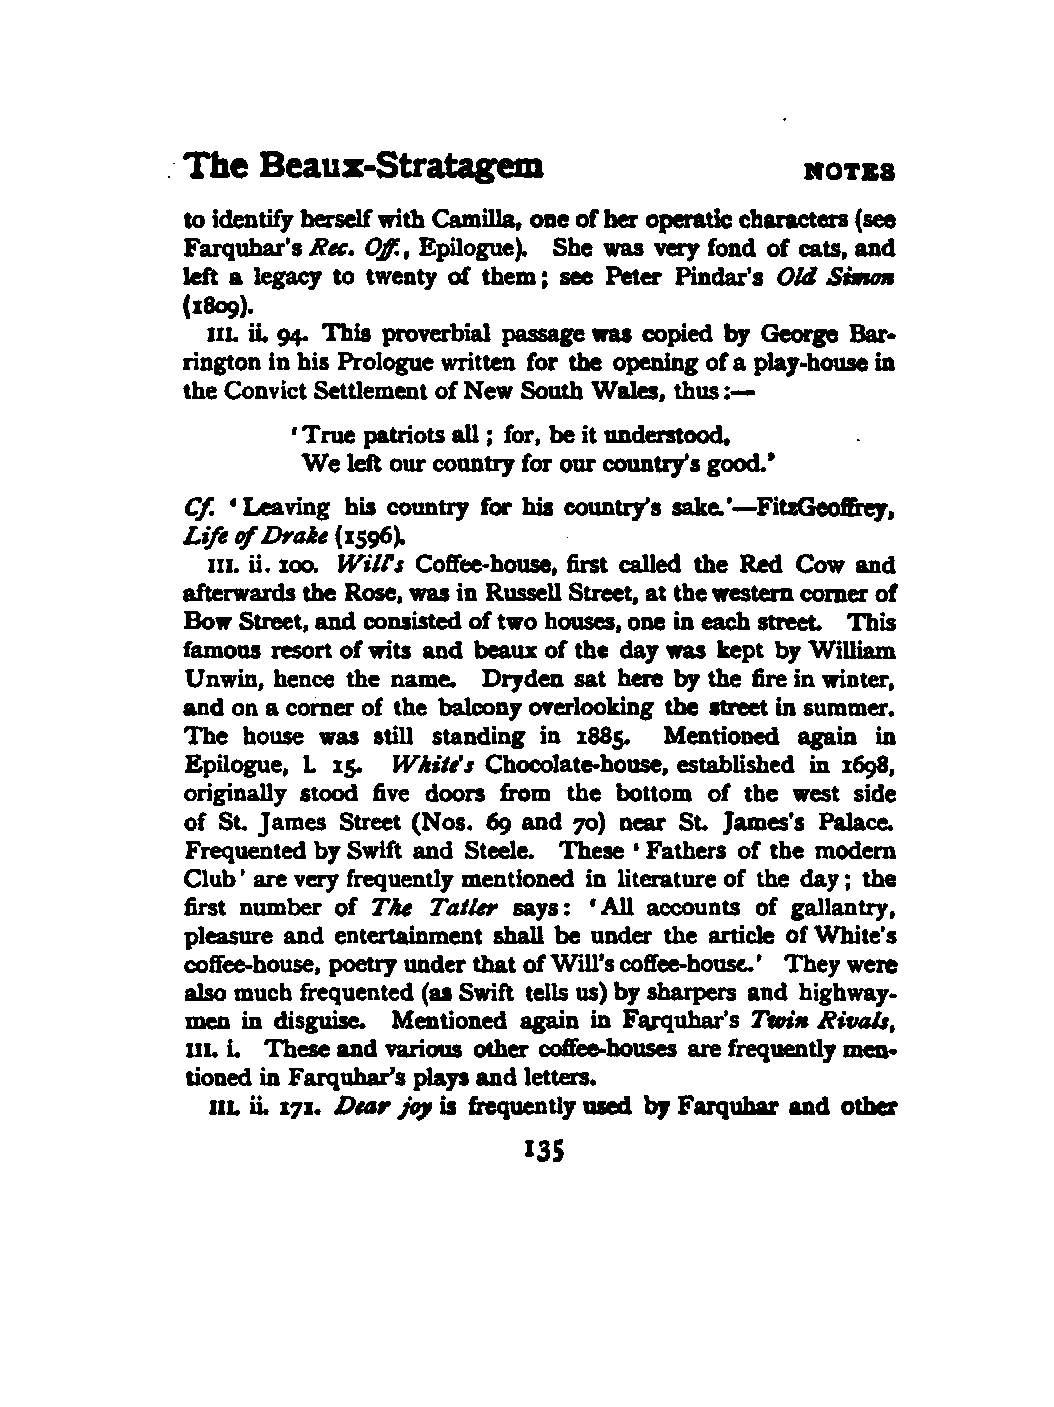 The Beaux-Stratagem NOTES
to identify herself with Camilla, one of her operatic characters (see
Farquhar's Rec. Off., Epilogue). She was very fond of cats, and
left a legacy to twenty of them; see Peter Pindar's Old Simon
(1809).
III. ii. 94. This proverbial passage was copied by George Bar-
rington in his Prologue written for the opening of a play-house in
the Convict Settlement of New South Wales, thus:—
'True patriots all; for, be it understood,
We left our country for our country's good.'
Cf. 'Leaving his country for his country's sake.'—FitzGeoffrey,
Life of Drake (1596).
III. ii. 100. Will's Coffee-house, first called the Red Cow and
afterwards the Rose, was in Russell Street, at the western corner of
Bow Street, and consisted of two houses, one in each street. This
famous resort of wits and beaux of the day was kept by William
Unwin, hence the name. Dryden sat here by the fire in winter,
and on a corner of the balcony overlooking the street in summer.
The house was still standing in 1885. Mentioned again in
Epilogue, l. 15. White's Chocolate-house, established in 1698,
originally stood five doors from the bottom of the west side
of St. James Street (Nos. 69 and 70) near St. James's Palace.
Frequented by Swift and Steele. These 'Fathers of the modern
Club' are very frequently mentioned in literature of the day; the
first number of The Tatler says: 'All accounts of gallantry,
pleasure and entertainment shall be under the article of White's
coffee-house, poetry under that of Will's coffee-house.' They were
also much frequented (as Swift tells us) by sharpers and highway-
men in disguise. Mentioned again in Farquhar's Twin Rivals,
III. i. These and various other coffee-houses are frequently men-
tioned in Farquhar's plays and letters.
III. ii. 171. Dear joy is frequently used by Farquhar and other
135